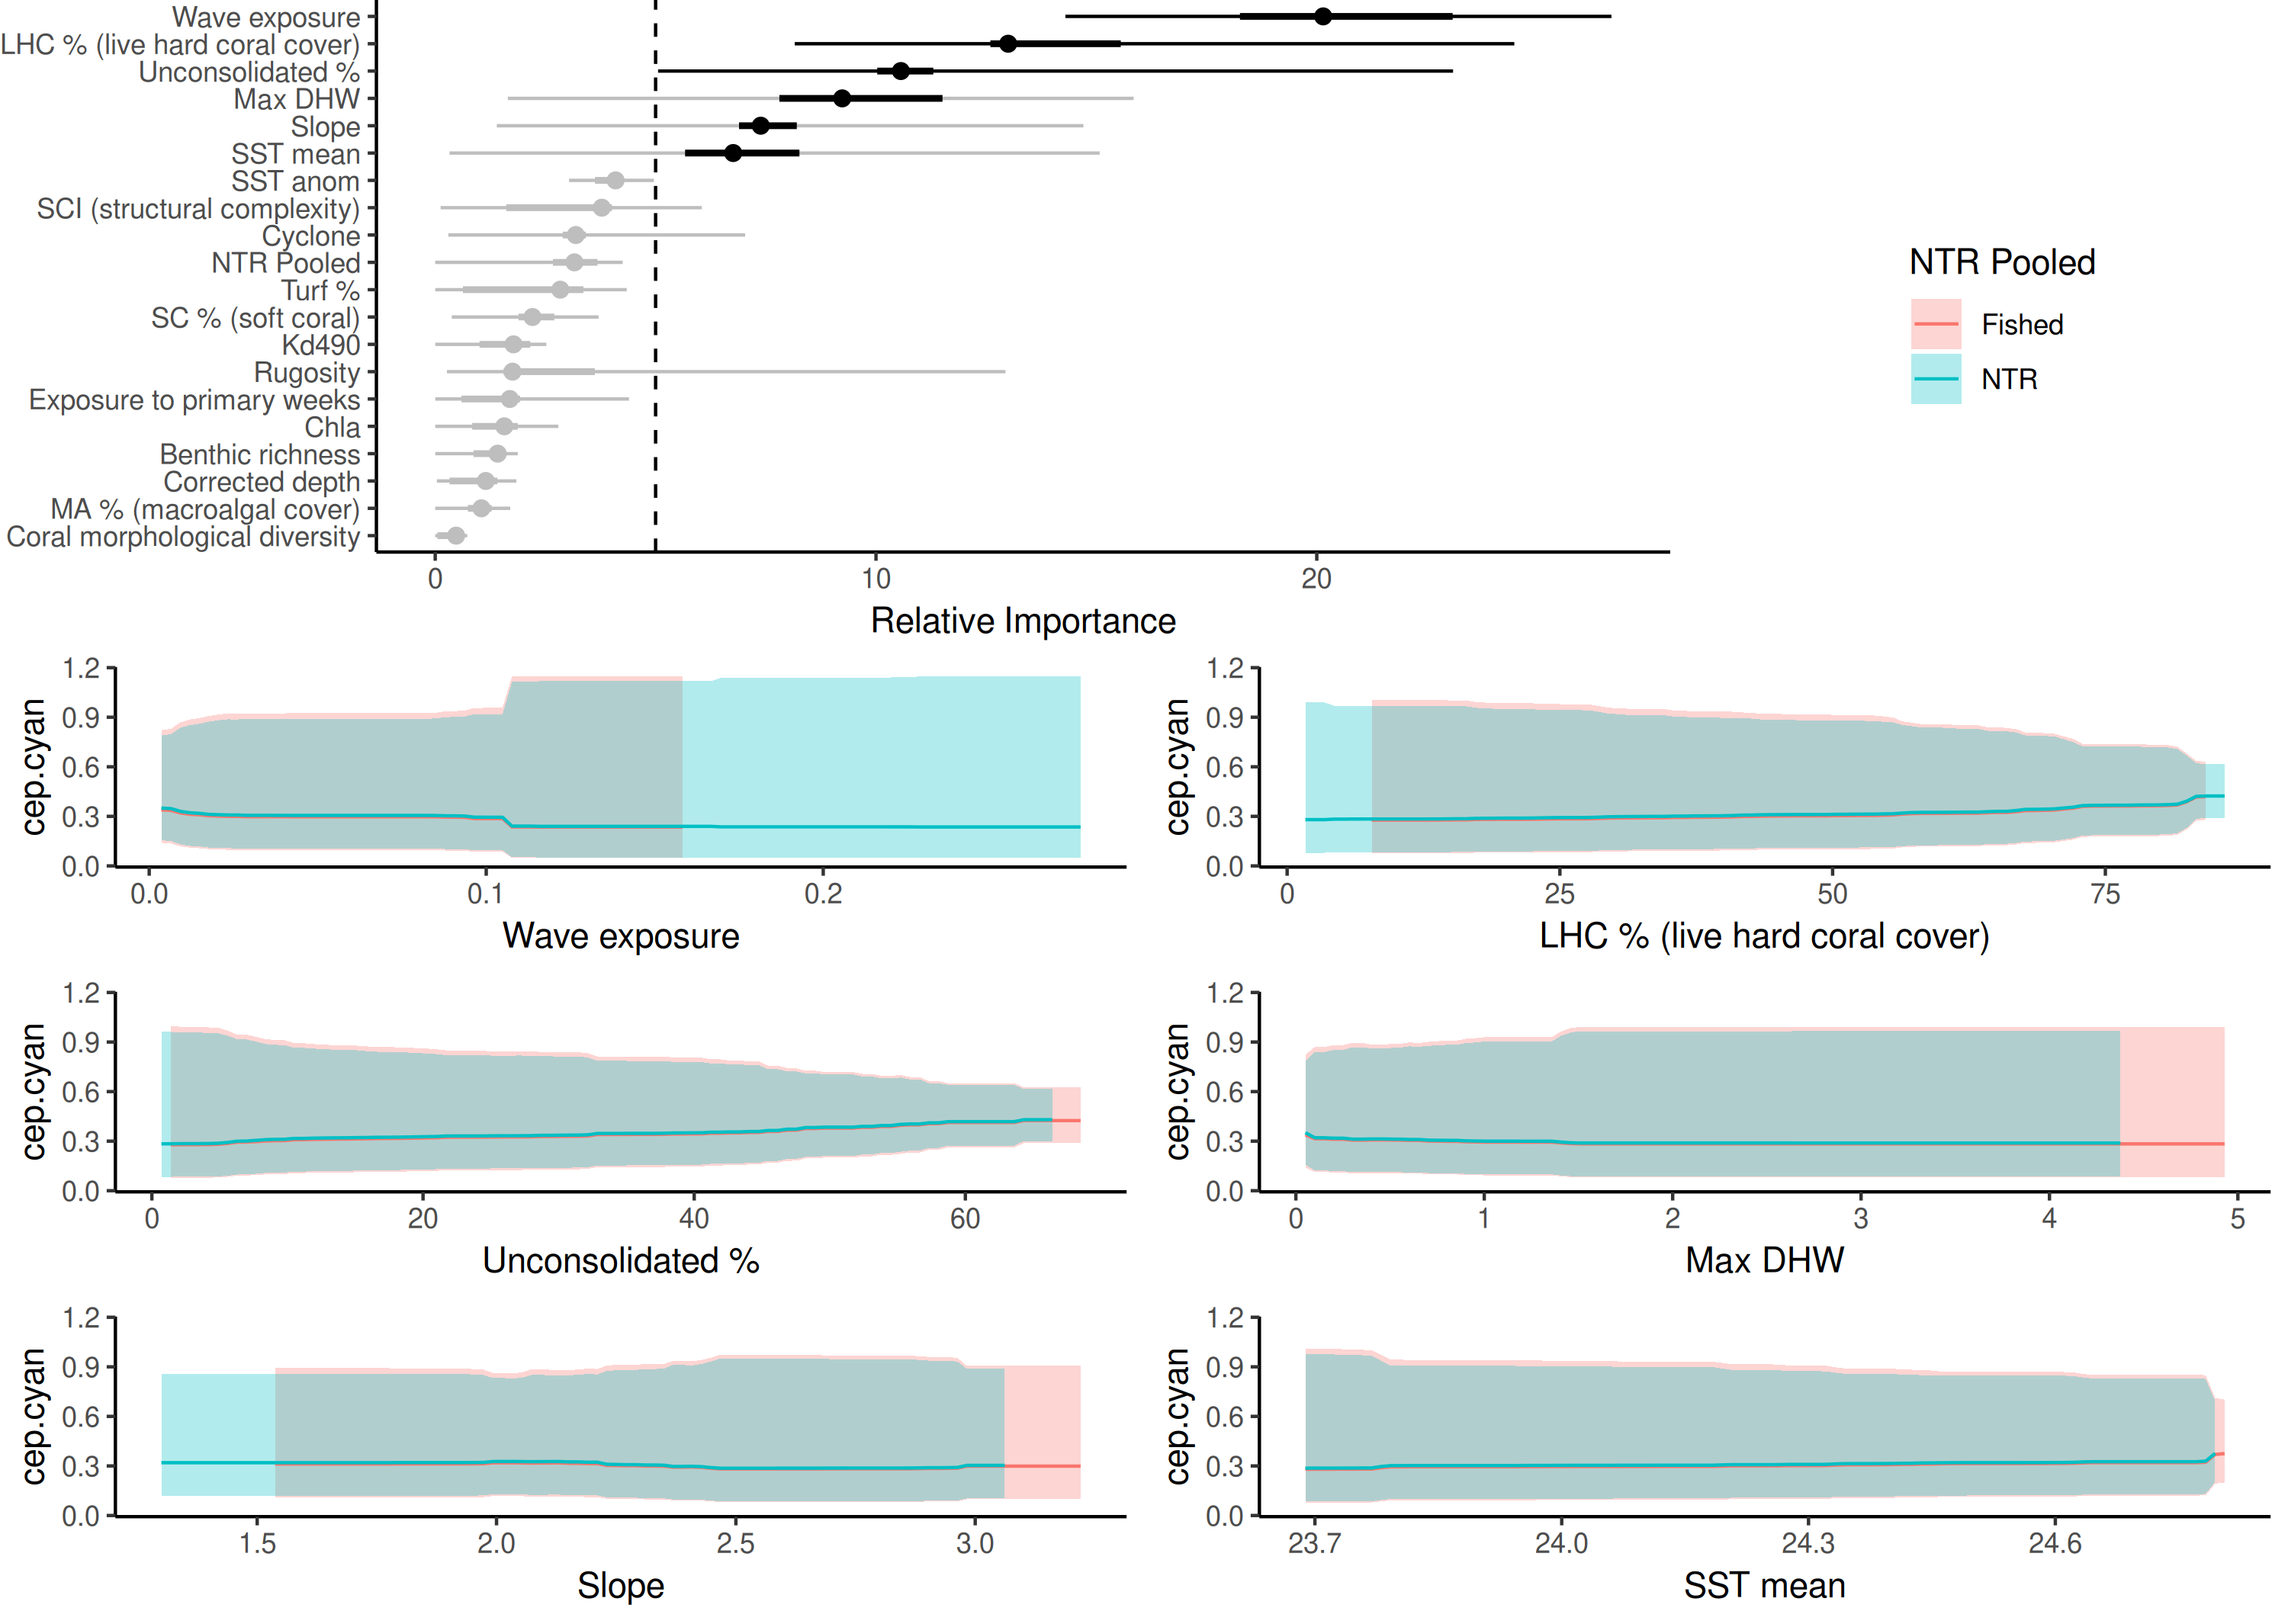 Wave exposure
LHC % (live hard coral cover)
Unconsolidated %
Max DHW
Slope
SST mean
SST anom
SCI (structural complexity)
Cyclone
NTR Pooled
Turf %
SC % (soft coral)
Kd490
Rugosity
Exposure to primary weeks
Chla
Benthic richness
Corrected depth
MA % (macroalgal cover)
Coral morphological diversity
0 10 20
Relative Importance
NTR Pooled
Fished
NTR
1.2
0.9
0.6
0.3
0.0
cep.cyan
0.0 0.1 0.2
Wave exposure
1.2
0.9
0.6
0.3
0.0
cep.cyan
0 25 50 75
LHC % (live hard coral cover)
1.2
0.9
0.6
0.3
0.0
cep.cyan
0 20 40 60
Unconsolidated %
1.2
0.9
0.6
0.3
0.0
cep.cyan
0 1 2 3 4 5
Max DHW
1.2
0.9
0.6
0.3
0.0
cep.cyan
1.5 2.0 2.5 3.0
Slope
1.2
0.9
0.6
0.3
0.0
cep.cyan
23.7 24.0 24.3 24.6
SST mean